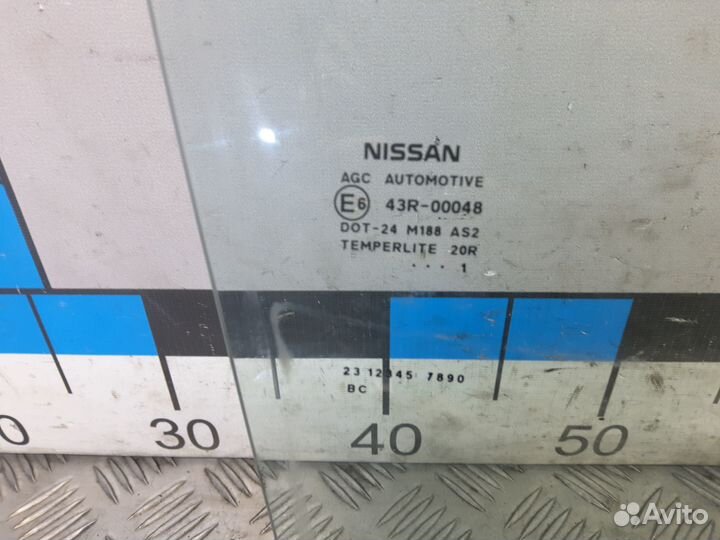 NISSAN
AGC AUTOMOTIVE
E6 43R-00048
DOT-24 M188 AS2
TEMPERLITE 20R
... 1
23 12345 7890
BC
0 30 40 50
Avito